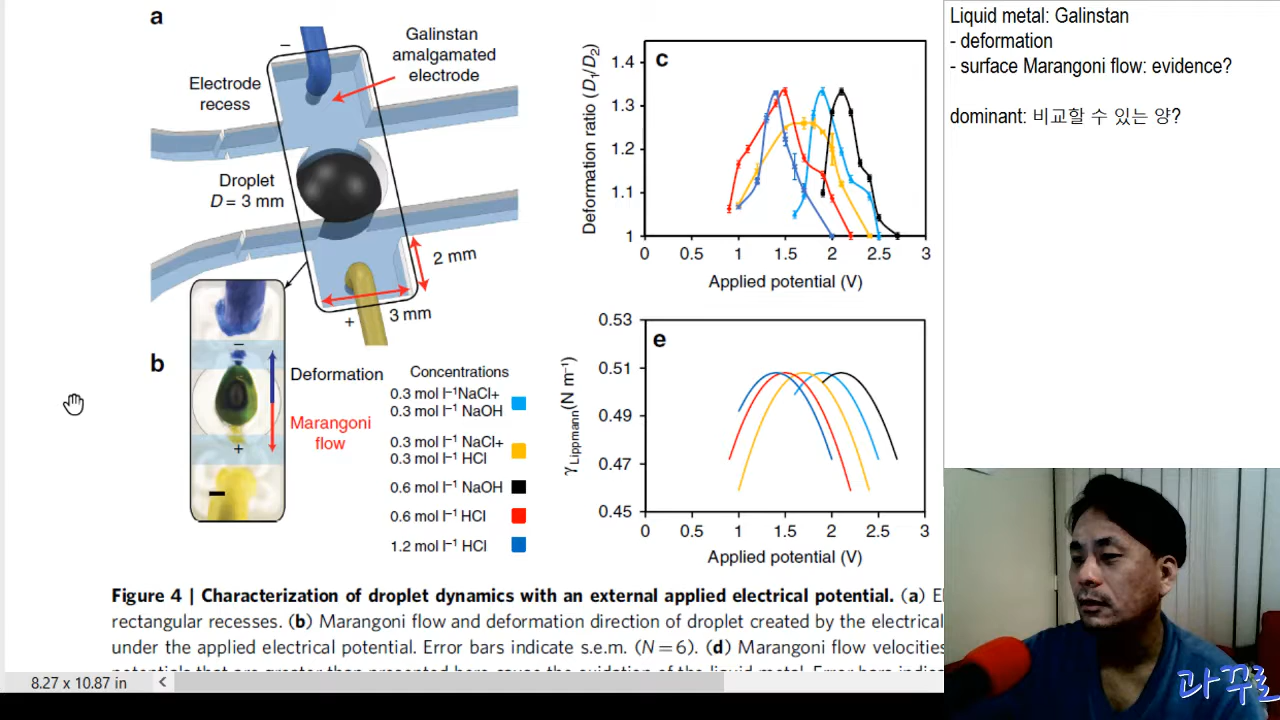 a
−
Galinstan
amalgamated
electrode
Electrode
recess
Droplet
D = 3 mm
2 mm
3 mm
+
b
−
+
Deformation
Marangoni
flow
Concentrations
0.3 mol l⁻¹NaCl+
0.3 mol l⁻¹ NaOH
0.3 mol l⁻¹ NaCl+
0.3 mol l⁻¹ HCl
0.6 mol l⁻¹ NaOH
0.6 mol l⁻¹ HCl
1.2 mol l⁻¹ HCl
c
Deformation ratio (D₁/D₂)
1.4
1.3
1.2
1.1
1
0 0.5 1 1.5 2 2.5 3
Applied potential (V)
e
γLippmann(N m⁻¹)
0.53
0.51
0.49
0.47
0.45
0 0.5 1 1.5 2 2.5 3
Applied potential (V)
Figure 4 | Characterization of droplet dynamics with an external applied electrical potential. (a)
rectangular recesses. (b) Marangoni flow and deformation direction of droplet created by the electrical
under the applied electrical potential. Error bars indicate s.e.m. (N = 6). (d) Marangoni flow velocities
8.27 x 10.87 in
Liquid metal: Galinstan
- deformation
- surface Marangoni flow: evidence?
dominant: 비교할 수 있는 양?
과꾸로